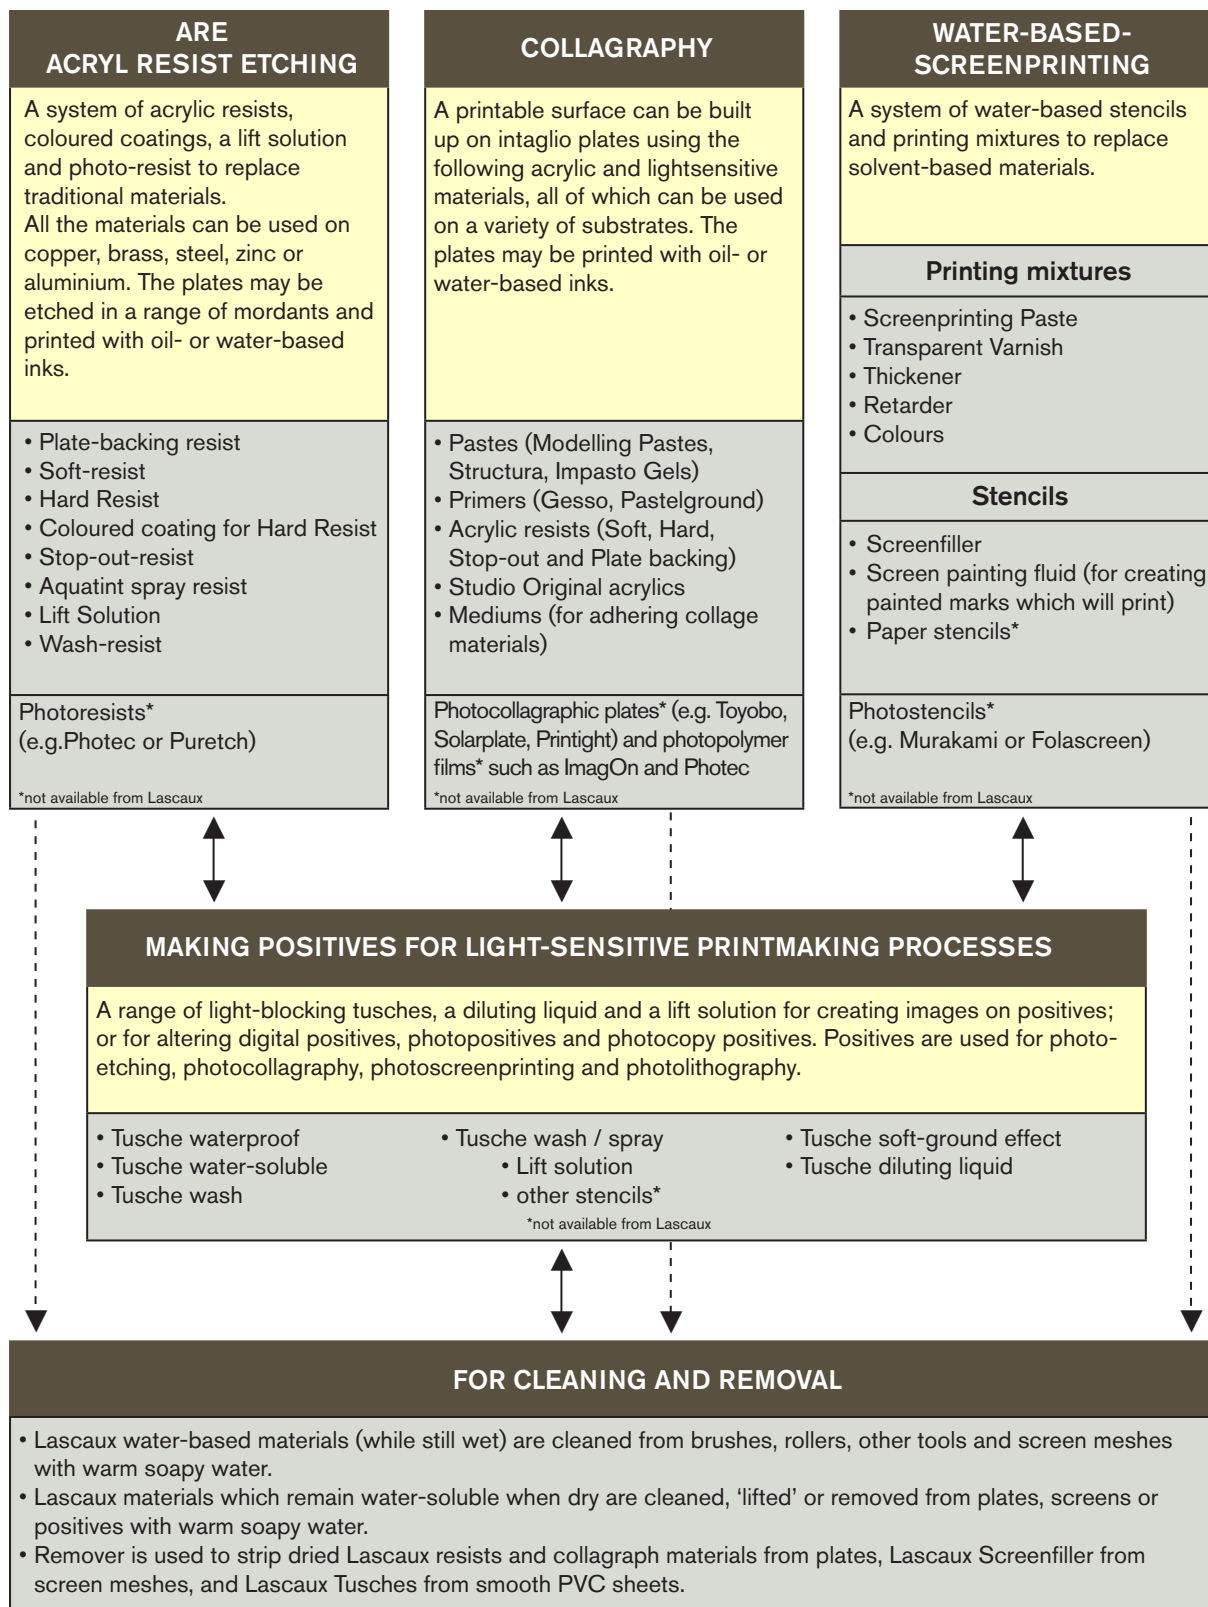 ARE
ACRYL RESIST ETCHING
A system of acrylic resists,
coloured coatings, a lift solution
and photo-resist to replace
traditional materials.
All the materials can be used on
copper, brass, steel, zinc or
aluminium. The plates may be
etched in a range of mordants and
printed with oil- or water-based
inks.
• Plate-backing resist
• Soft-resist
• Hard Resist
• Coloured coating for Hard Resist
• Stop-out-resist
• Aquatint spray resist
• Lift Solution
• Wash-resist
Photoresists*
(e.g.Photec or Puretch)
*not available from Lascaux
COLLAGRAPHY
A printable surface can be built
up on intaglio plates using the
following acrylic and lightsensitive
materials, all of which can be used
on a variety of substrates. The
plates may be printed with oil- or
water-based inks.
• Pastes (Modelling Pastes,
Structura, Impasto Gels)
• Primers (Gesso, Pastelground)
• Acrylic resists (Soft, Hard,
Stop-out and Plate backing)
• Studio Original acrylics
• Mediums (for adhering collage
materials)
Photocollagraphic plates* (e.g. Toyobo,
Solarplate, Printight) and photopolymer
films* such as ImagOn and Photec
*not available from Lascaux
WATER-BASED-
SCREENPRINTING
A system of water-based stencils
and printing mixtures to replace
solvent-based materials.
Printing mixtures
• Screenprinting Paste
• Transparent Varnish
• Thickener
• Retarder
• Colours
Stencils
• Screenfiller
• Screen painting fluid (for creating
painted marks which will print)
• Paper stencils*
Photostencils*
(e.g. Murakami or Folascreen)
*not available from Lascaux
MAKING POSITIVES FOR LIGHT-SENSITIVE PRINTMAKING PROCESSES
A range of light-blocking tusches, a diluting liquid and a lift solution for creating images on positives;
or for altering digital positives, photopositives and photocopy positives. Positives are used for photo-
etching, photocollagraphy, photoscreenprinting and photolithography.
• Tusche waterproof
• Tusche water-soluble
• Tusche wash
• Tusche wash / spray
• Lift solution
• other stencils*
*not available from Lascaux
• Tusche soft-ground effect
• Tusche diluting liquid
FOR CLEANING AND REMOVAL
• Lascaux water-based materials (while still wet) are cleaned from brushes, rollers, other tools and screen meshes
with warm soapy water.
• Lascaux materials which remain water-soluble when dry are cleaned, ‘lifted’ or removed from plates, screens or
positives with warm soapy water.
• Remover is used to strip dried Lascaux resists and collagraph materials from plates, Lascaux Screenfiller from
screen meshes, and Lascaux Tusches from smooth PVC sheets.